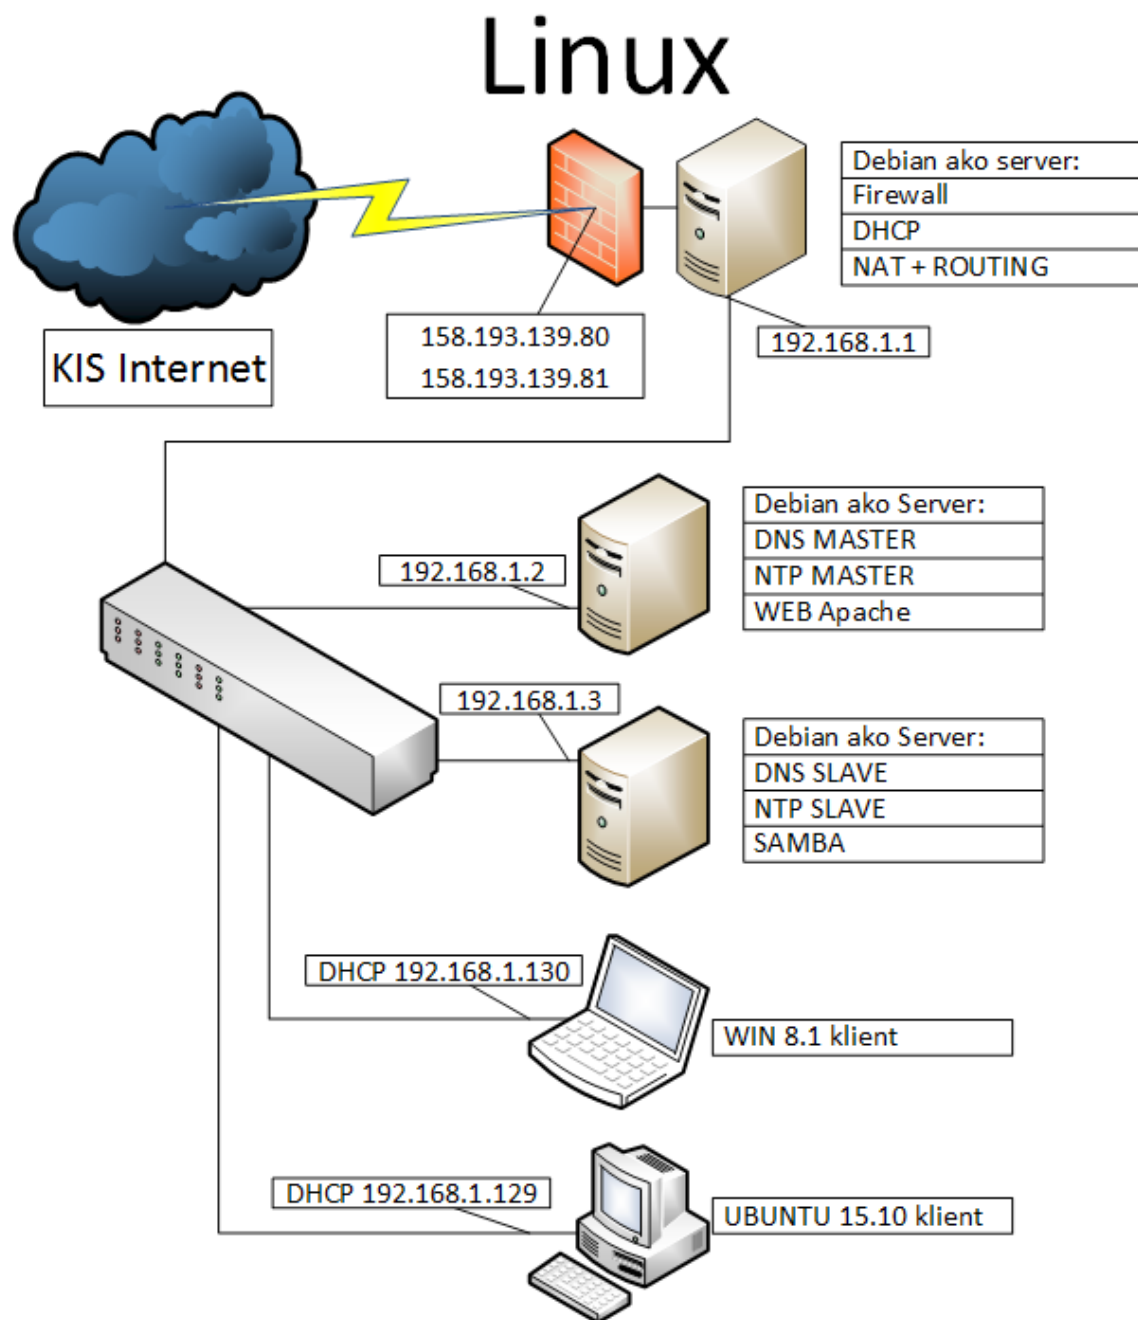 Linux
Debian ako server:
Firewall
DHCP
NAT + ROUTING
158.193.139.80
158.193.139.81
192.168.1.1
KIS Internet
Debian ako Server:
DNS MASTER
NTP MASTER
WEB Apache
192.168.1.2
192.168.1.3
Debian ako Server:
DNS SLAVE
NTP SLAVE
SAMBA
DHCP 192.168.1.130
WIN 8.1 klient
DHCP 192.168.1.129
UBUNTU 15.10 klient